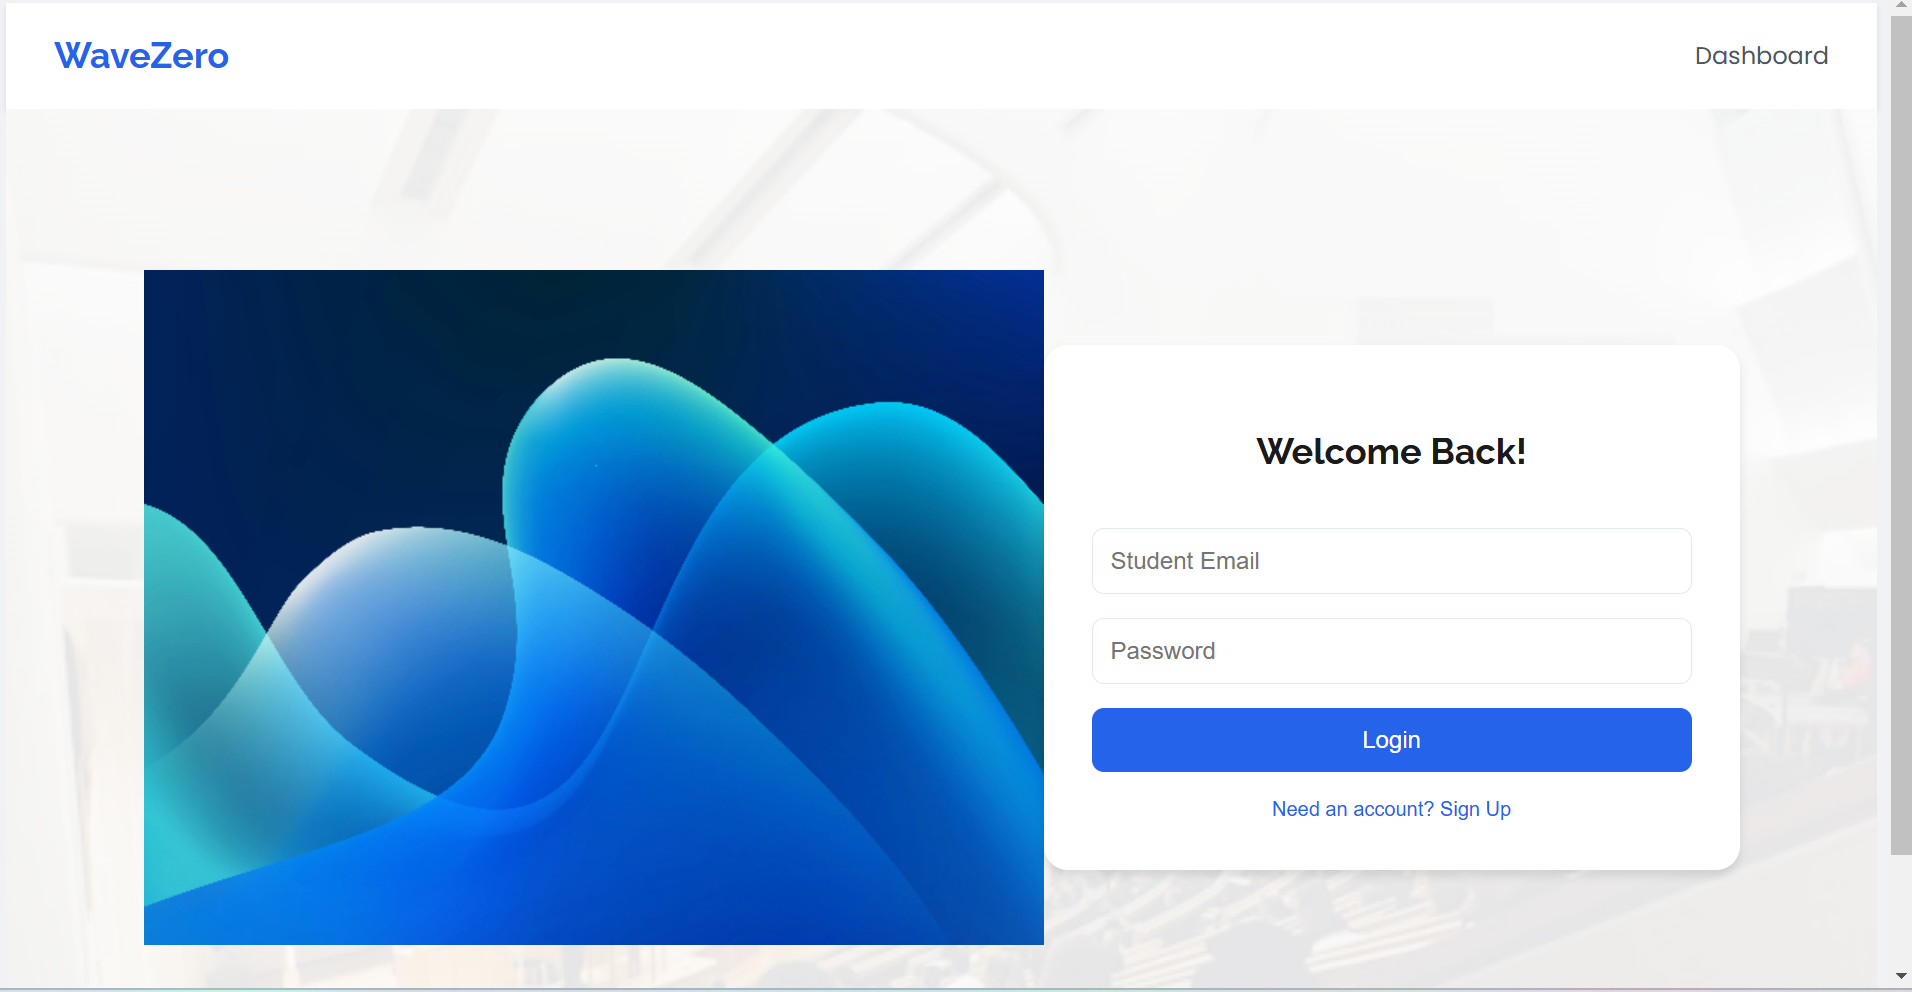 WaveZero
Dashboard
Welcome Back!
Student Email
Password
Login
Need an account? Sign Up